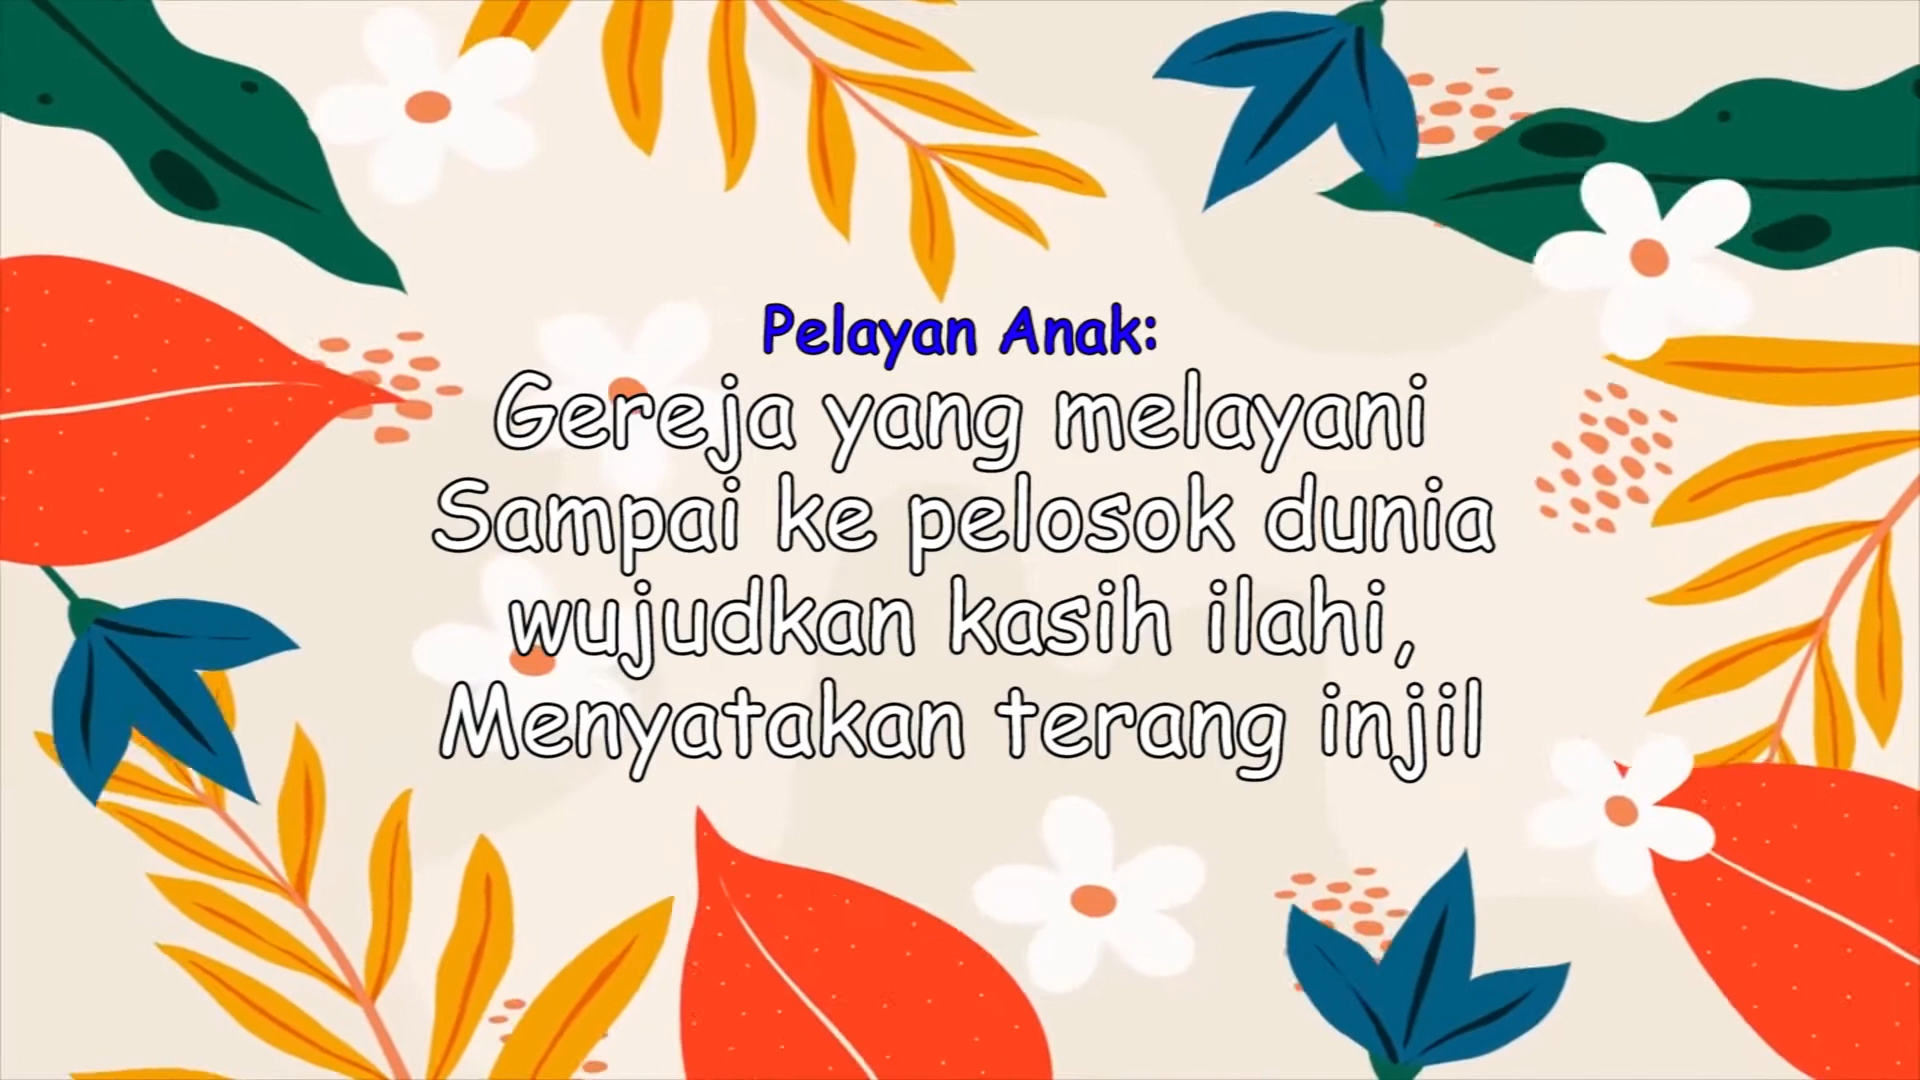 Pelayan Anak:
Gereja yang melayani
Sampai ke pelosok dunia
wujudkan kasih ilahi,
Menyatakan terang injil